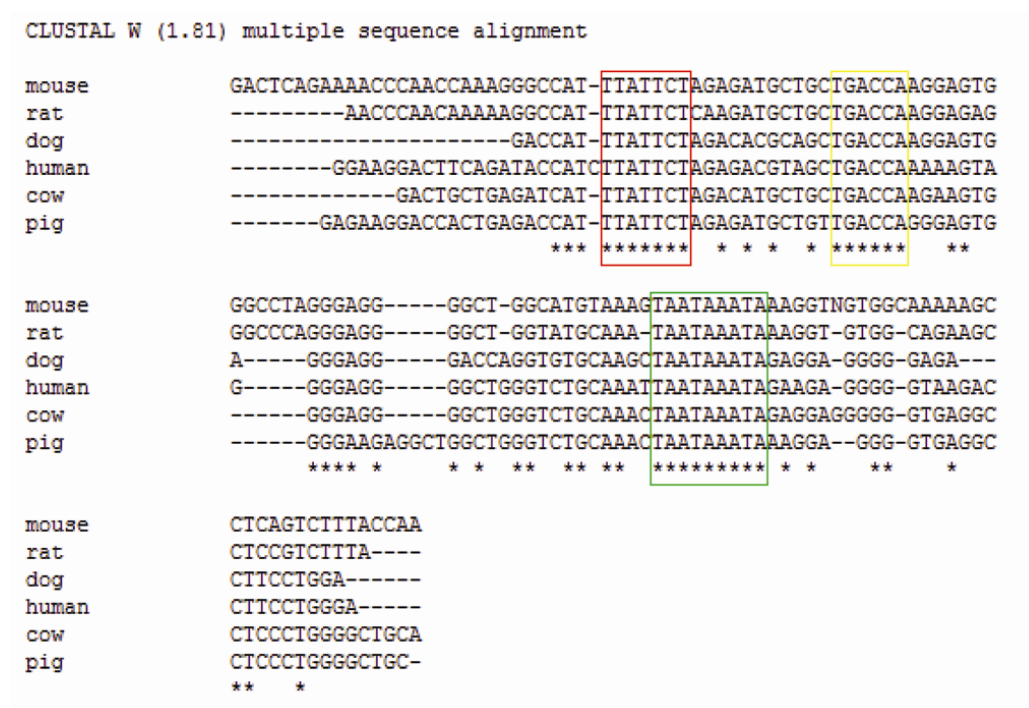 CLUSTAL W (1.81) multiple sequence alignment
mouse GACTCAGAAAACCCAACCAAAGGGCCAT-TTATTCTAGAGATGCTGCTGACCAAGGAGTG
rat ---------AACCCAACAAAAAGGCCAT-TTATTCTCAAGATGCTGCTGACCAAGGAGAG
dog ----------------------GACCAT-TTATTCTAGACACGCAGCTGACCAAGGAGTG
human --------GGAAGGACTTCAGATACCATCTTATTCTAGAGACGTAGCTGACCAAAAAGTA
cow -------------GACTGCTGAGATCAT-TTATTCTAGACATGCTGCTGACCAAGAAGTG
pig -------GAGAAGGACCACTGAGACCAT-TTATTCTAGAGATGCTGTTGACCAGGGAGTG
*** ******* * * * * ****** **
mouse GGCCTAGGGAGG-----GGCT-GGCATGTAAAGTAATAAATAAAGGTNGTGGCAAAAAGC
rat GGCCCAGGGAGG-----GGCT-GGTATGCAAA-TAATAAATAAAGGT-GTGG-CAGAAGC
dog A-----GGGAGG-----GACCAGGTGTGCAAGCTAATAAATAGAGGA-GGGG-GAGA---
human G-----GGGAGG-----GGCTGGGTCTGCAAATTAATAAATAGAAGA-GGGG-GTAAGAC
cow ------GGGAGG-----GGCTGGGTCTGCAAACTAATAAATAGAGGAGGGGG-GTGAGGC
pig ------GGGAAGAGGCTGGCTGGGTCTGCAAACTAATAAATAAAGGA--GGG-GTGAGGC
**** * * * ** ** ** ********* * * ** *
mouse CTCAGTCTTTACCAA
rat CTCCGTCTTTA----
dog CTTCCTGGA------
human CTTCCTGGGA-----
cow CTCCCTGGGGCTGCA
pig CTCCCTGGGGCTGC-
** *